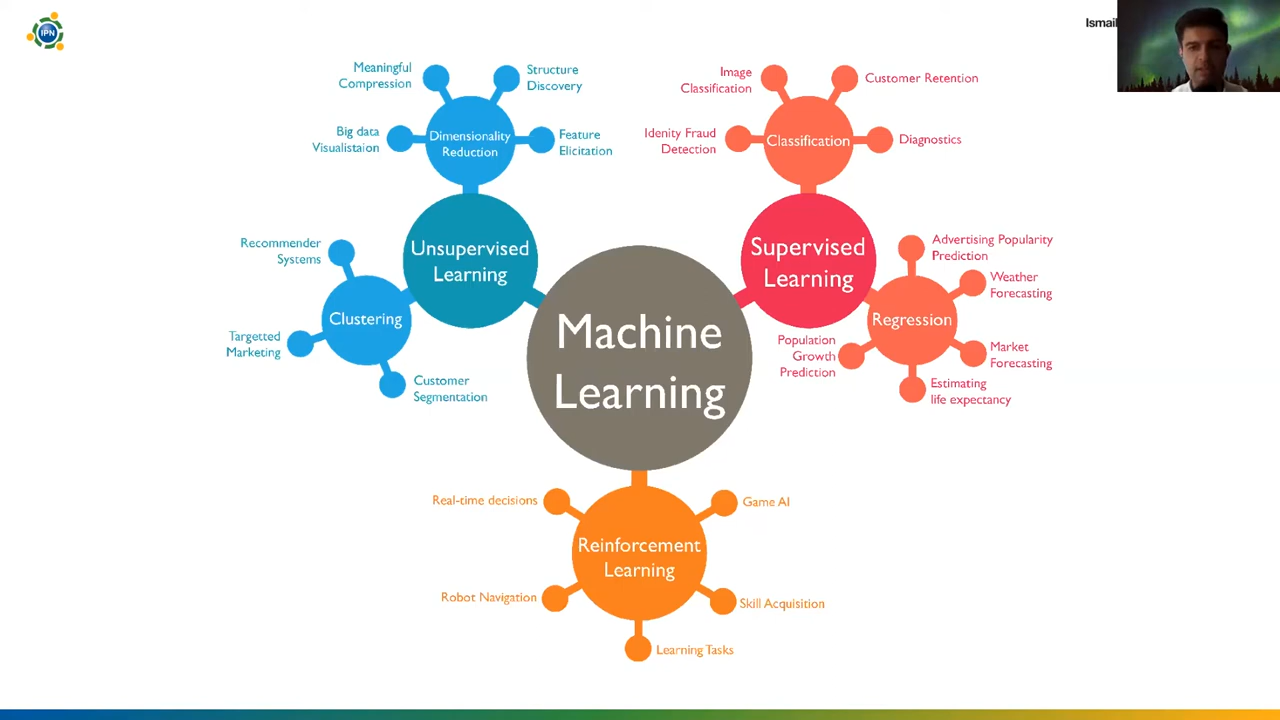 IPN
Ismail
Meaningful
Compression
Structure
Discovery
Big data
Visualistaion
Dimensionality
Reduction
Feature
Elicitation
Image
Classification
Customer Retention
Idenity Fraud
Detection
Classification
Diagnostics
Recommender
Systems
Unsupervised
Learning
Supervised
Learning
Advertising Popularity
Prediction
Weather
Forecasting
Clustering
Regression
Targetted
Marketing
Machine
Learning
Population
Growth
Prediction
Market
Forecasting
Customer
Segmentation
Estimating
life expectancy
Real-time decisions
Game AI
Reinforcement
Learning
Robot Navigation
Skill Acquisition
Learning Tasks